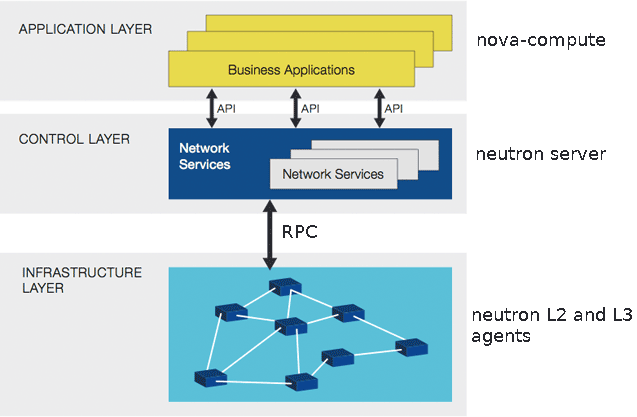 APPLICATION LAYER
nova-compute
Business Applications
API
API
API
CONTROL LAYER
Network
Services
Network Services
neutron server
RPC
INFRASTRUCTURE
LAYER
neutron L2 and L3
agents